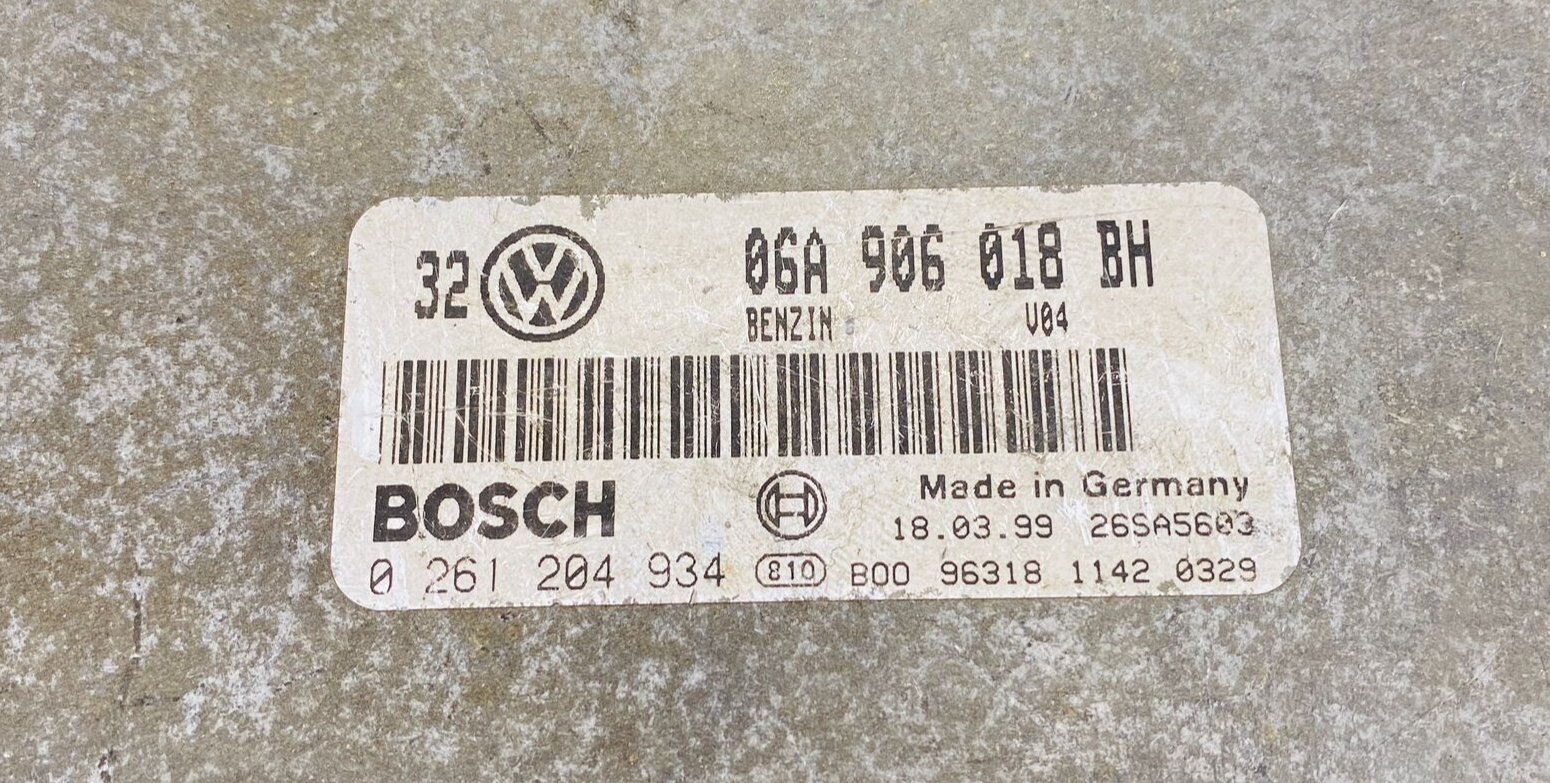 32 VW 06A 906 018 BH
BENZIN V04
BOSCH Made in Germany
18.03.99 26SA5603
0 261 204 934 810 B00 96318 1142 0329